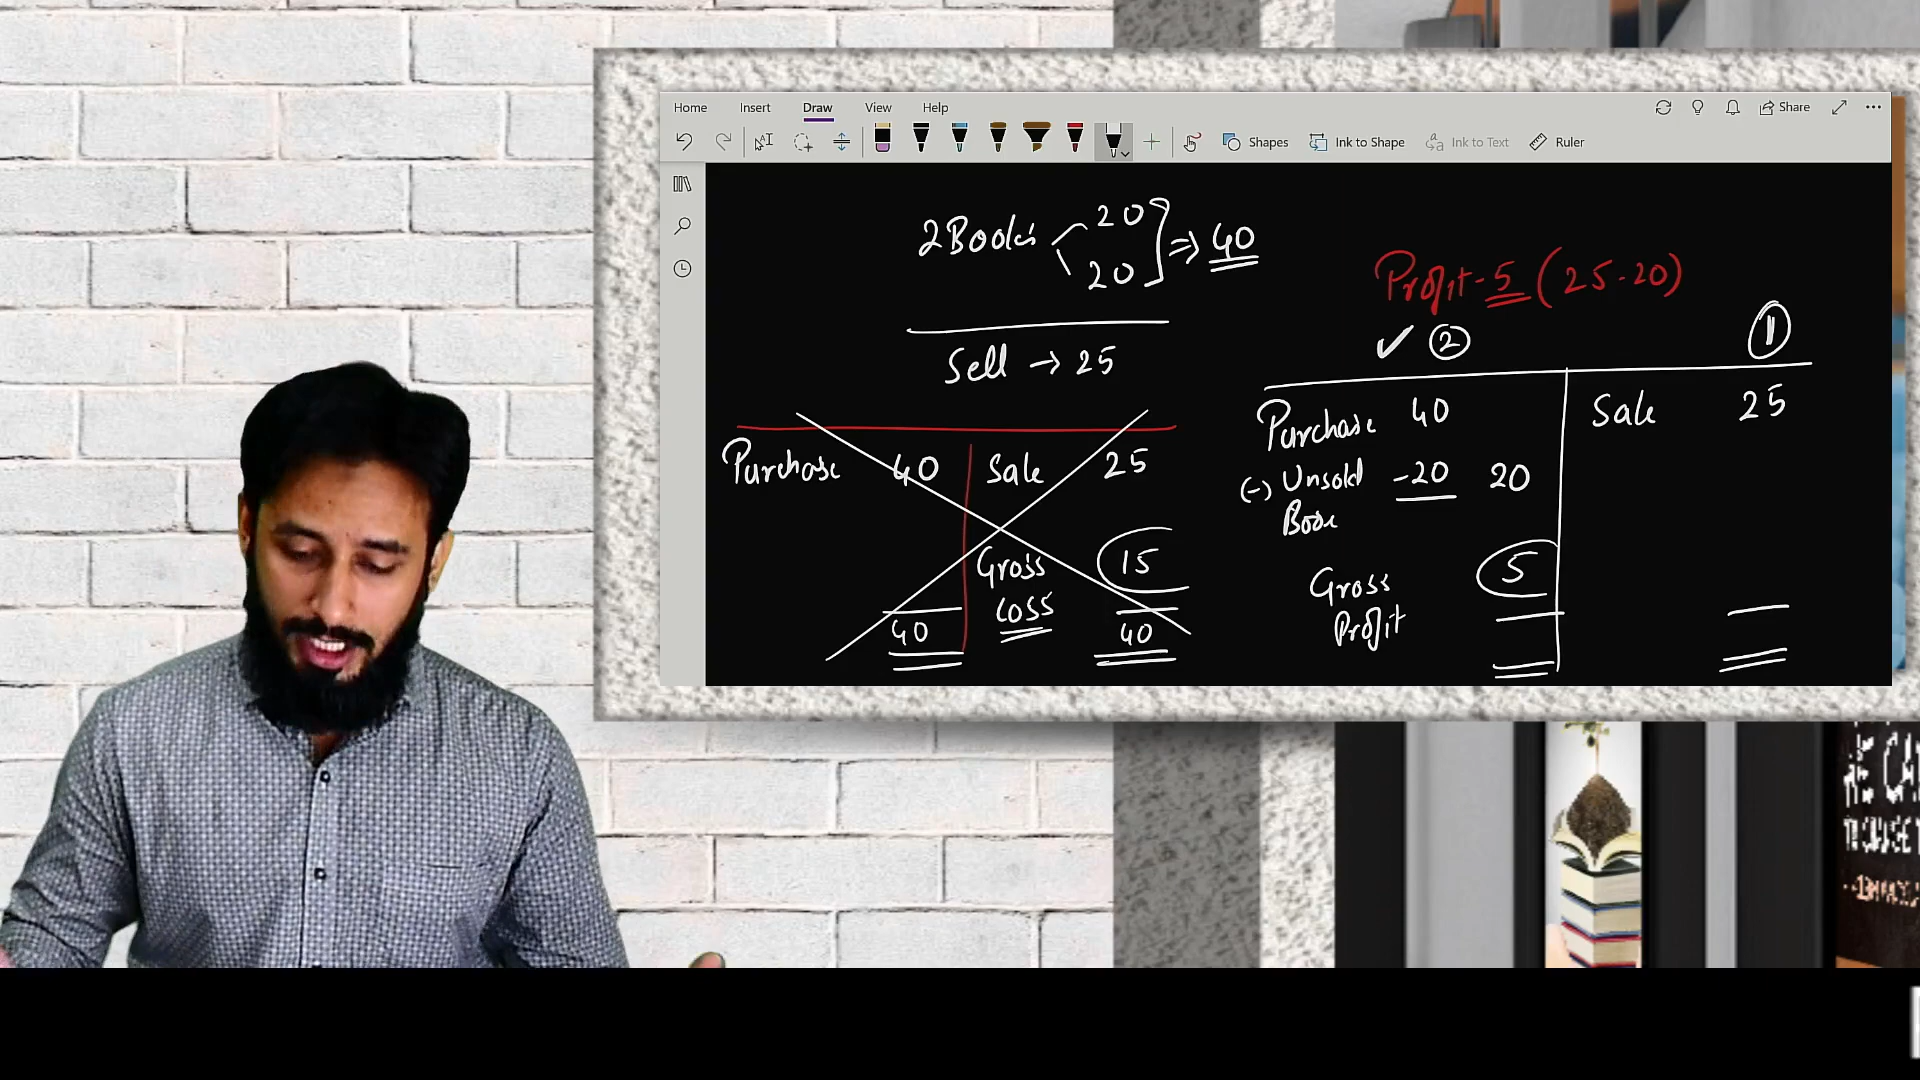 Home Insert Draw View Help Share
Shapes Ink to Shape Ink to Text Ruler
2 Books 20
20
⇒ 40
Sell → 25
Profit - 5 (25-20)
✓ ② ①
Purchase 40 Sale 25
Gross Loss 15
40 40
Purchase 40 Sale 25
(-) Unsold -20 20
Gross Profit 5